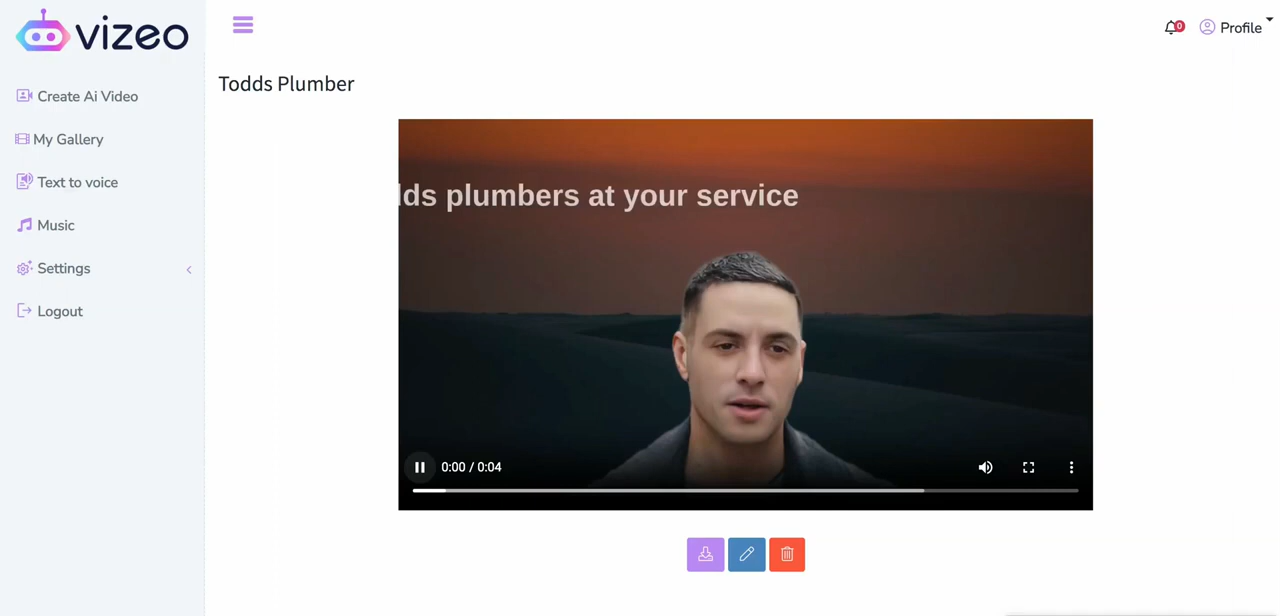 vizeo
0
Profile
Create Ai Video
My Gallery
Text to voice
Music
Settings
Logout
Todds Plumber
dds plumbers at your service
0:00 / 0:04